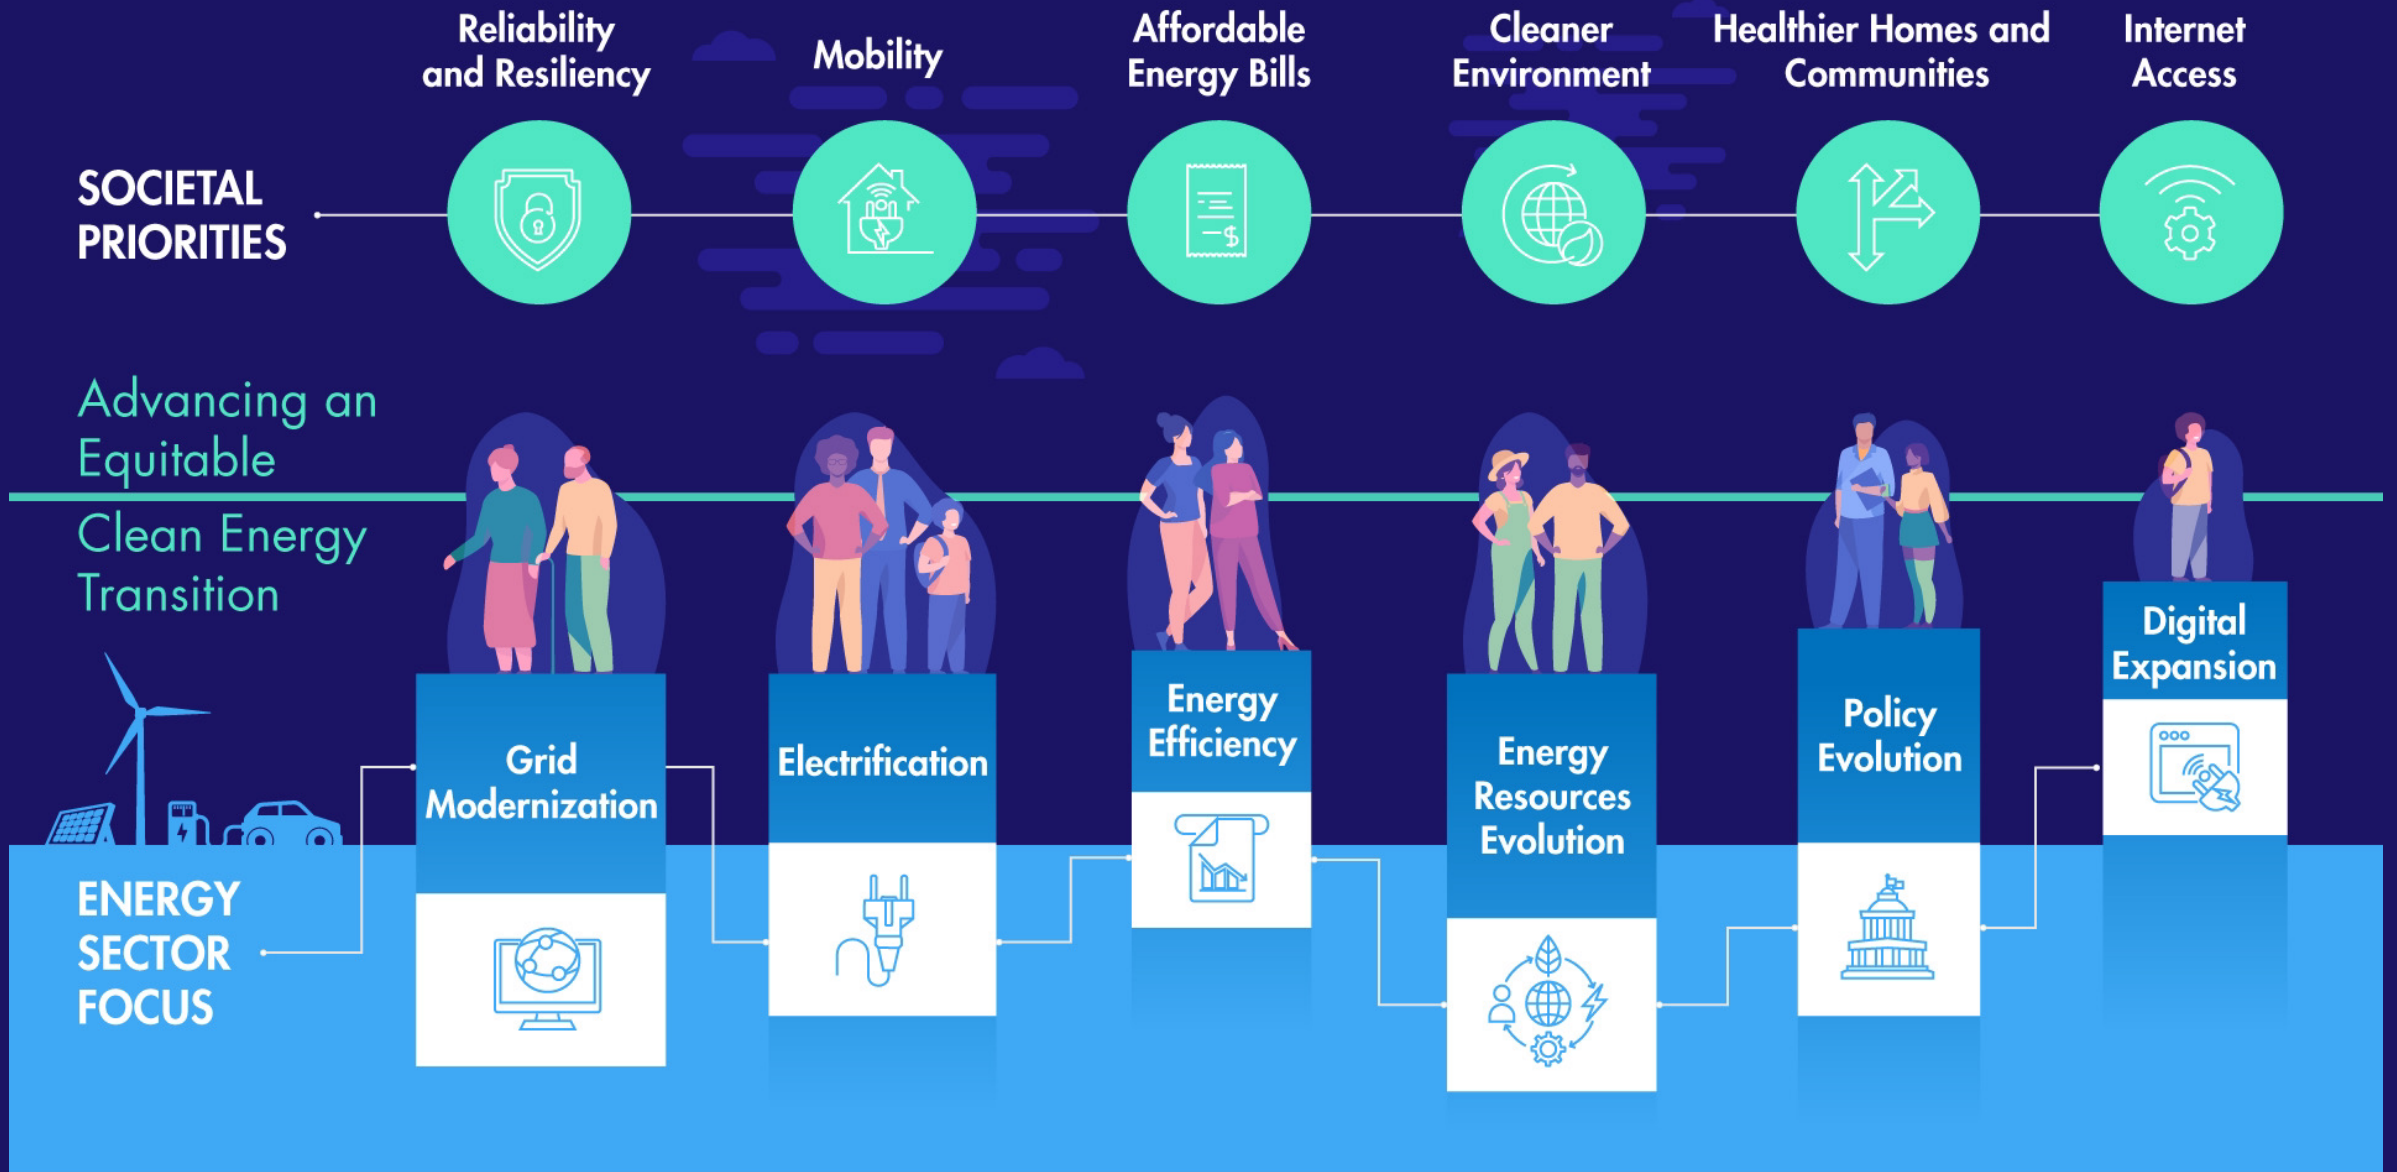 Reliability
and Resiliency
Mobility
Affordable
Energy Bills
Cleaner
Environment
Healthier Homes and
Communities
Internet
Access
SOCIETAL
PRIORITIES
$
Advancing an
Equitable
Clean Energy
Transition
Grid
Modernization
Electrification
Energy
Efficiency
Energy
Resources
Evolution
Policy
Evolution
Digital
Expansion
ENERGY
SECTOR
FOCUS